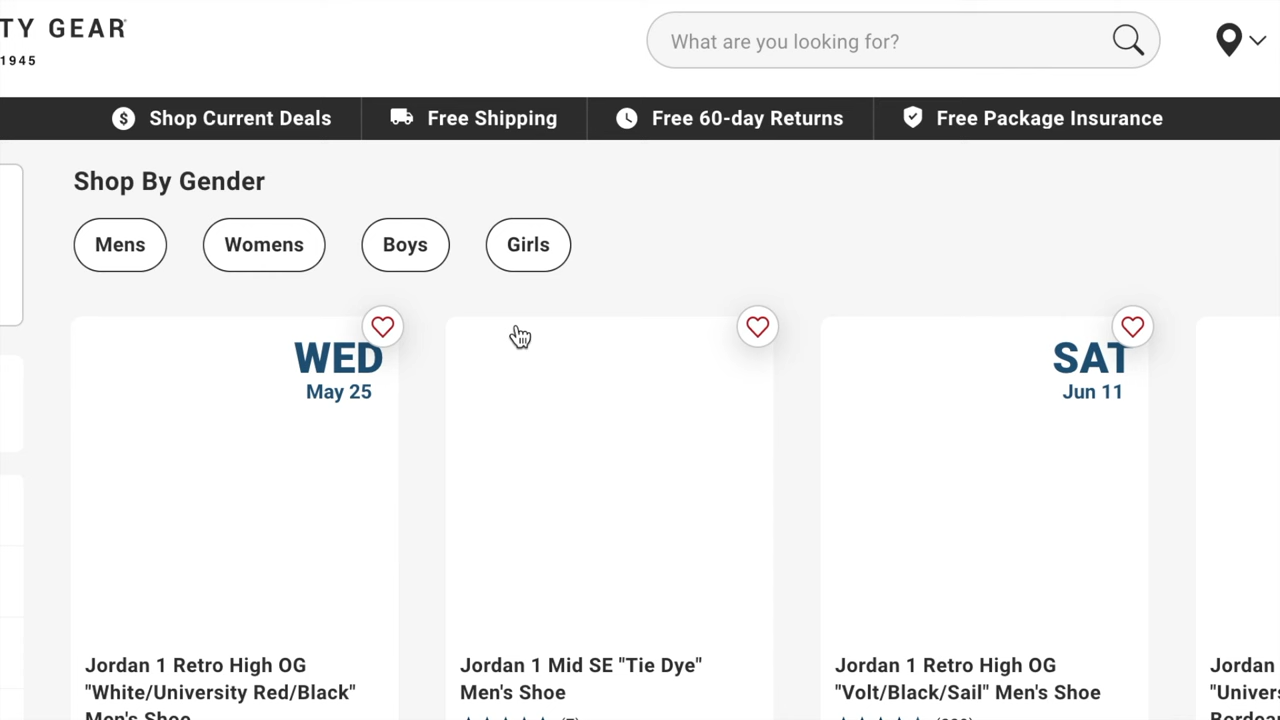 TY GEAR
1945
What are you looking for?
Shop Current Deals
Free Shipping
Free 60-day Returns
Free Package Insurance
Shop By Gender
Mens
Womens
Boys
Girls
WED
May 25
SAT
Jun 11
Jordan 1 Retro High OG
"White/University Red/Black"
Men's Shoe
Jordan 1 Mid SE "Tie Dye"
Men's Shoe
Jordan 1 Retro High OG
"Volt/Black/Sail" Men's Shoe
Jordan
"Univers